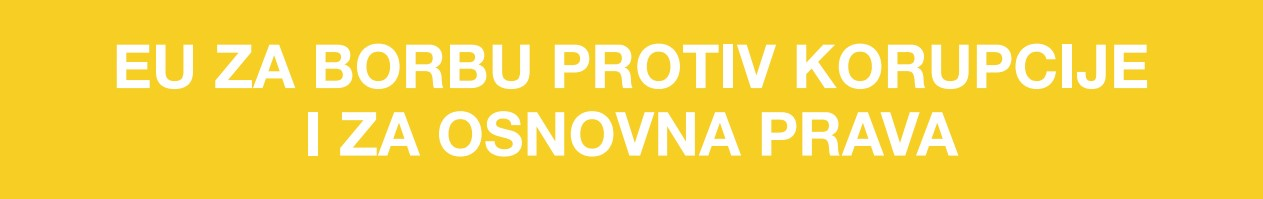 EU ZA BORBU PROTIV KORUPCIJE
I ZA OSNOVNA PRAVA